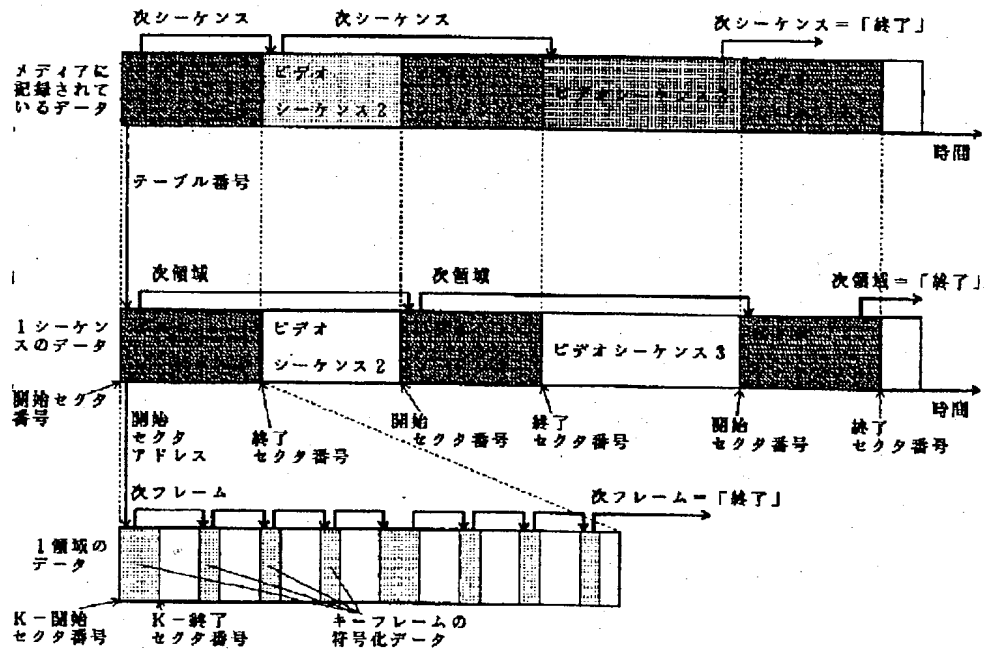 次シーケンス
次シーケンス
次シーケンス=「終了」
メディアに
記録されて
いるデータ
ビデオ
シーケンス2
ビデオシーケンス3
時間
テーブル番号
次領域
次領域
次領域=「終了」
1シーケン
スのデータ
ビデオ
シーケンス2
ビデオシーケンス3
時間
開始セクタ
番号
開始
セクタ
アドレス
終了
セクタ番号
開始
セクタ番号
終了
セクタ番号
開始
セクタ番号
終了
セクタ番号
次フレーム
次フレーム=「終了」
1領域の
データ
K-開始
セクタ番号
K-終了
セクタ番号
キーフレームの
符号化データ